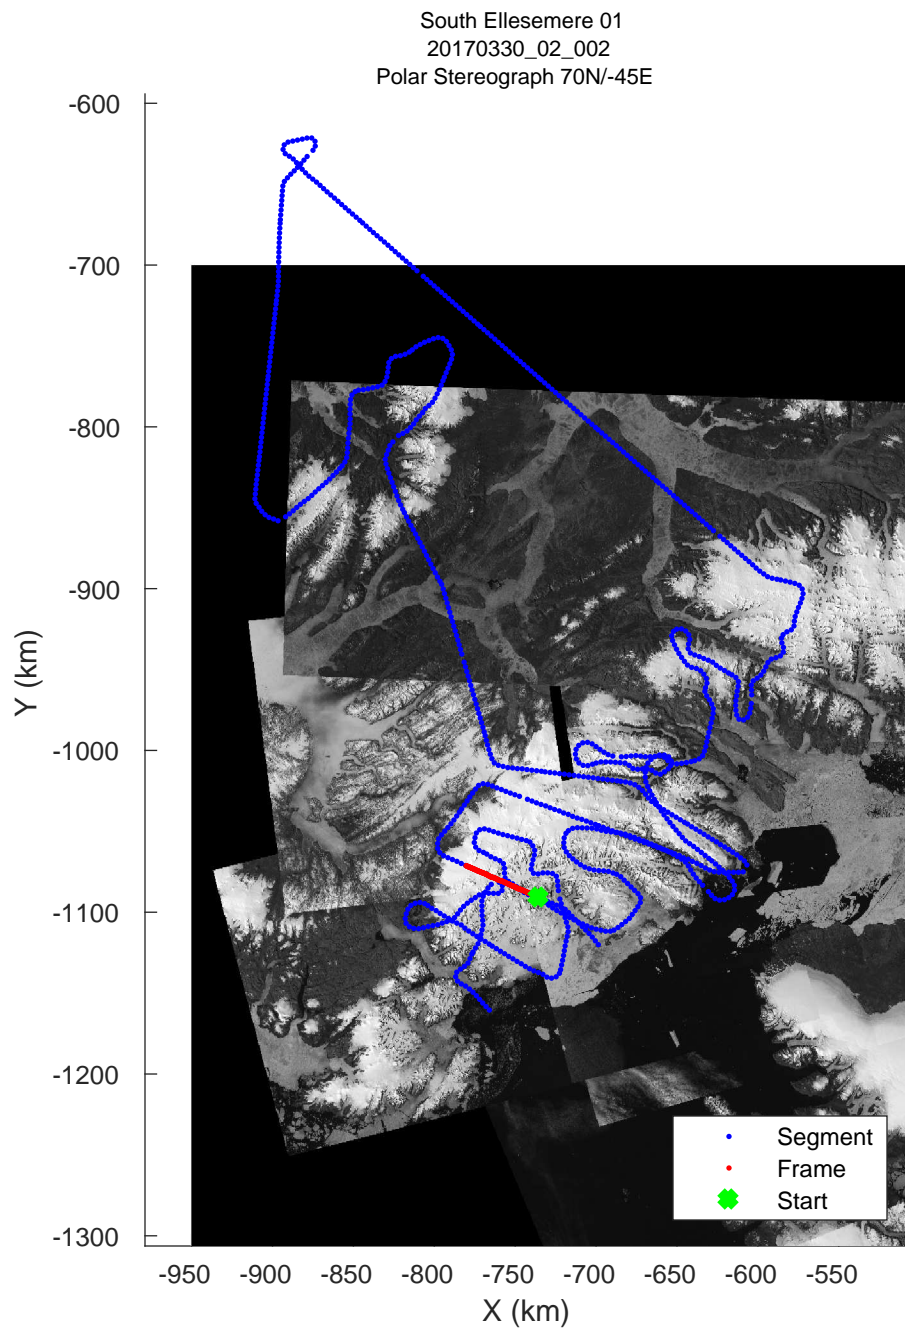 South Ellesemere 01
20170330_02_002
Polar Stereograph 70N/-45E
-600
-700
-800
-900
-1000
-1100
-1200
-1300
Y (km)
Segment
Frame
Start
-950 -900 -850 -800 -750 -700 -650 -600 -550
X (km)